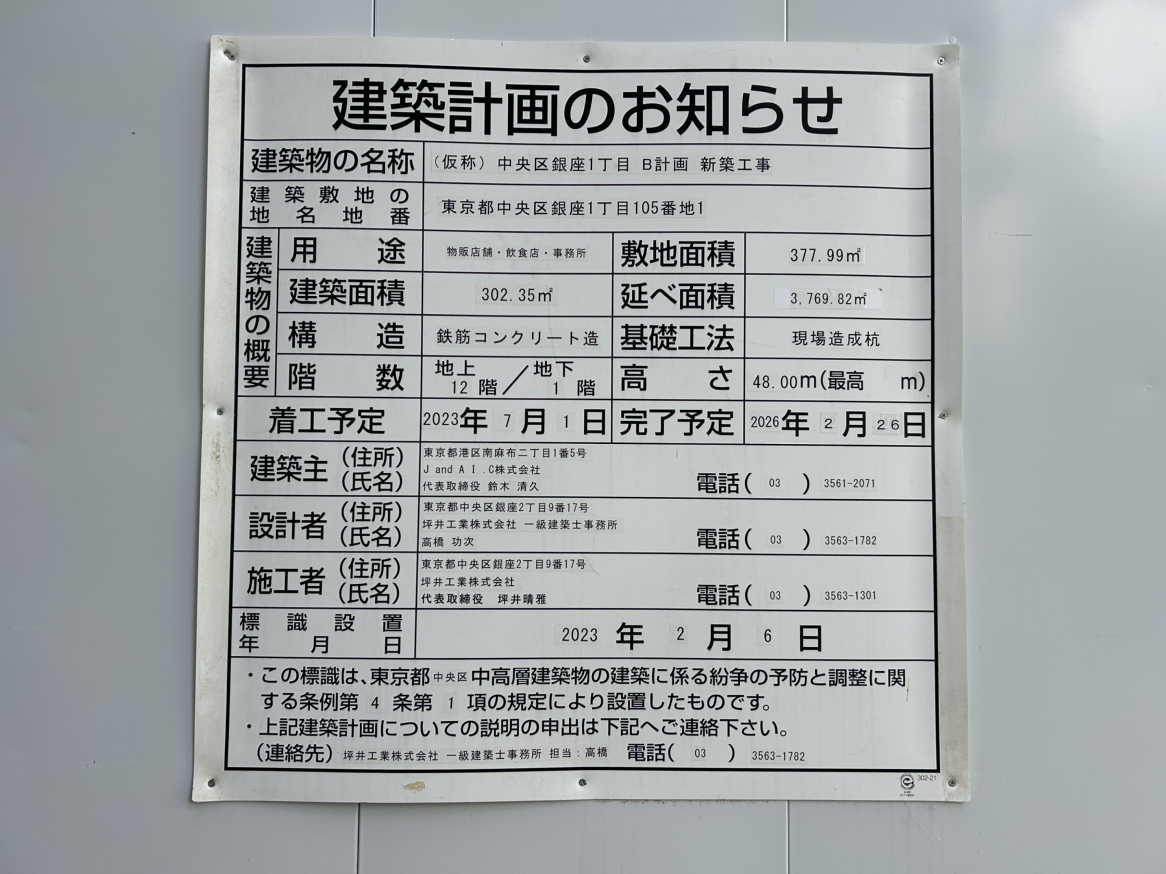 建築計画のお知らせ
建築物の名称 （仮称）中央区銀座1丁目 B計画 新築工事
建築敷地の地名地番 東京都中央区銀座1丁目105番地1
建築物の概要
用途 物販店舗・飲食店・事務所 敷地面積 377.99㎡
建築面積 302.35㎡ 延べ面積 3,769.82㎡
構造 鉄筋コンクリート造 基礎工法 現場造成杭
階数 地上12階／地下1階 高さ 48.00m(最高 m)
着工予定 2023年 7月 1日 完了予定 2026年 2月 26日
建築主 (住所) (氏名)
東京都港区南麻布二丁目1番5号
J and A I .C株式会社
代表取締役 鈴木 清久 電話( 03 ) 3561-2071
設計者 (住所) (氏名)
東京都中央区銀座2丁目9番17号
坪井工業株式会社 一級建築士事務所
高橋 功次 電話( 03 ) 3563-1782
施工者 (住所) (氏名)
東京都中央区銀座2丁目9番17号
坪井工業株式会社
代表取締役 坪井晴雅 電話( 03 ) 3563-1301
標識設置年月日 2023 年 2 月 6 日
・この標識は、東京都中央区中高層建築物の建築に係る紛争の予防と調整に関
する条例第 4 条第 1 項の規定により設置したものです。
・上記建築計画についての説明の申出は下記へご連絡下さい。
（連絡先）坪井工業株式会社 一級建築士事務所 担当：高橋 電話( 03 ) 3563-1782
302-21